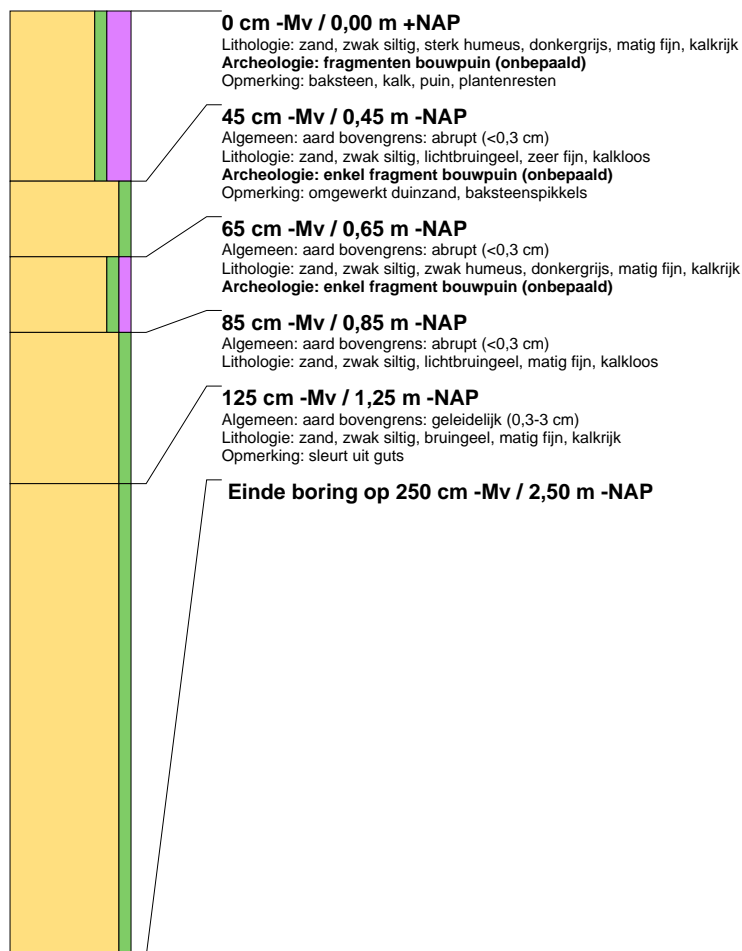 0 cm -Mv / 0,00 m +NAP
Lithologie: zand, zwak siltig, sterk humeus, donkergrijs, matig fijn, kalkrijk
Archeologie: fragmenten bouwpuin (onbepaald)
Opmerking: baksteen, kalk, puin, plantenresten
45 cm -Mv / 0,45 m -NAP
Algemeen: aard bovengrens: abrupt (<0,3 cm)
Lithologie: zand, zwak siltig, lichtbruingeel, zeer fijn, kalkloos
Archeologie: enkel fragment bouwpuin (onbepaald)
Opmerking: omgewerkt duinzand, baksteenspikkels
65 cm -Mv / 0,65 m -NAP
Algemeen: aard bovengrens: abrupt (<0,3 cm)
Lithologie: zand, zwak siltig, zwak humeus, donkergrijs, matig fijn, kalkrijk
Archeologie: enkel fragment bouwpuin (onbepaald)
85 cm -Mv / 0,85 m -NAP
Algemeen: aard bovengrens: abrupt (<0,3 cm)
Lithologie: zand, zwak siltig, lichtbruingeel, matig fijn, kalkloos
125 cm -Mv / 1,25 m -NAP
Algemeen: aard bovengrens: geleidelijk (0,3-3 cm)
Lithologie: zand, zwak siltig, bruingeel, matig fijn, kalkrijk
Opmerking: sleurt uit guts
Einde boring op 250 cm -Mv / 2,50 m -NAP